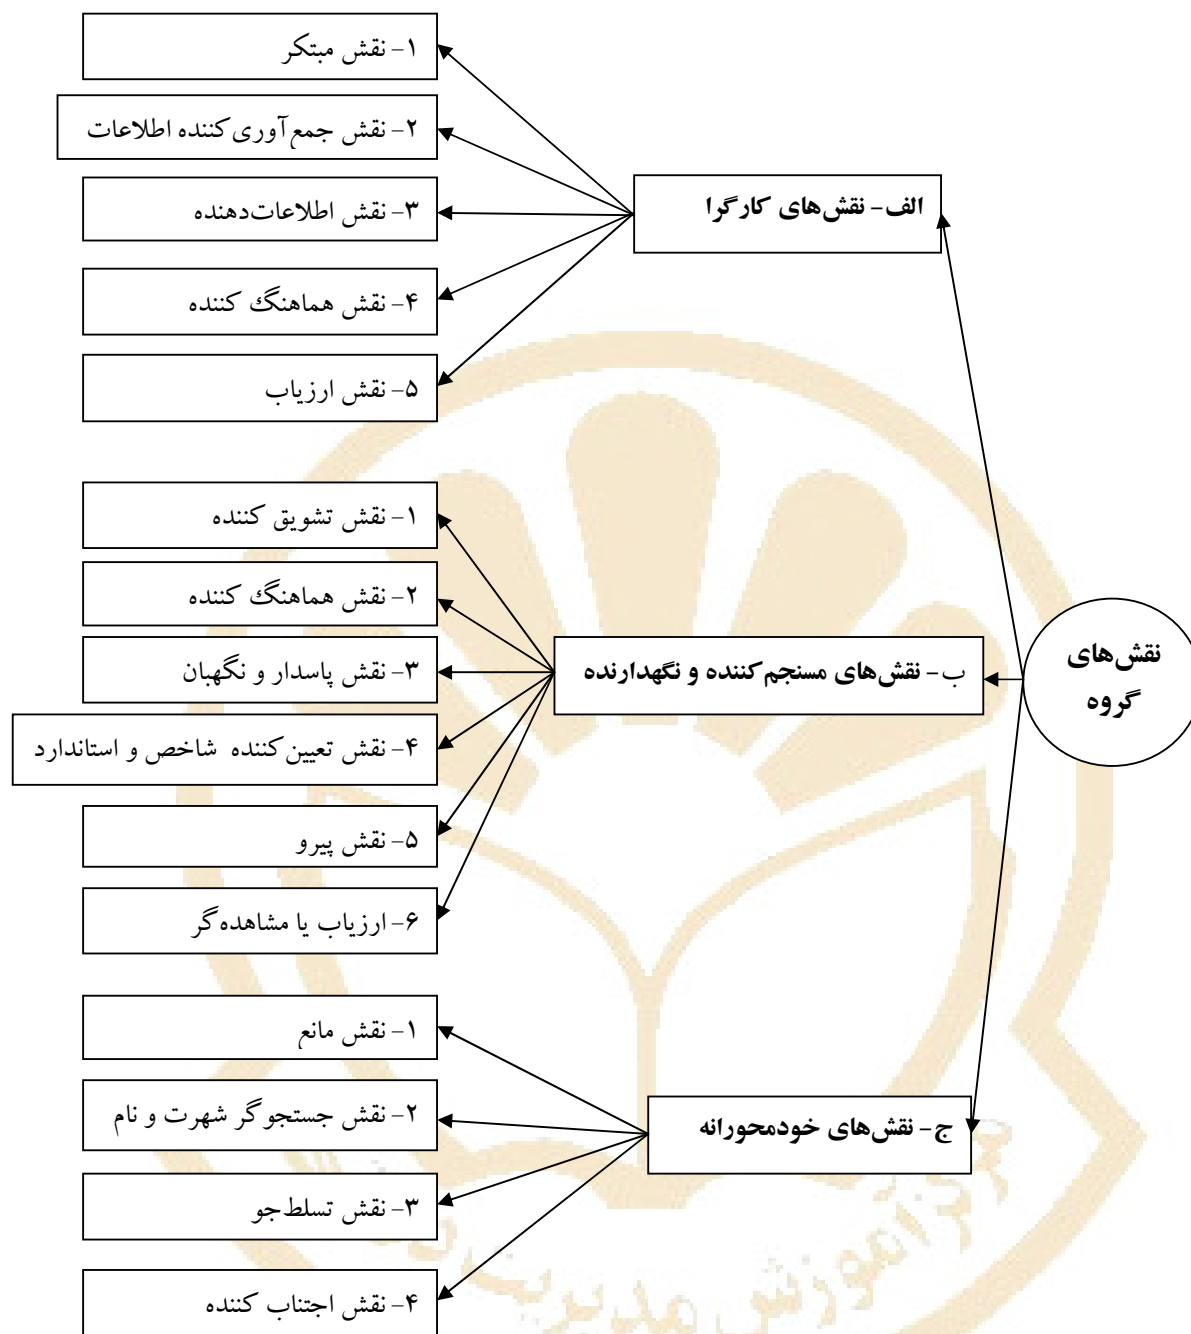 نقش‌های
گروه
الف- نقش‌های کارگرا
۱- نقش مبتکر
۲- نقش جمع‌آوری‌کننده اطلاعات
۳- نقش اطلاعات‌دهنده
۴- نقش هماهنگ کننده
۵- نقش ارزیاب
ب- نقش‌های مسنجم‌کننده و نگهدارنده
۱- نقش تشویق کننده
۲- نقش هماهنگ کننده
۳- نقش پاسدار و نگهبان
۴- نقش تعیین‌کننده شاخص و استاندارد
۵- نقش پیرو
۶- ارزیاب یا مشاهده‌گر
ج- نقش‌های خودمحورانه
۱- نقش مانع
۲- نقش جستجوگر شهرت و نام
۳- نقش تسلط‌جو
۴- نقش اجتناب کننده
مرکز آموزش مدیریت